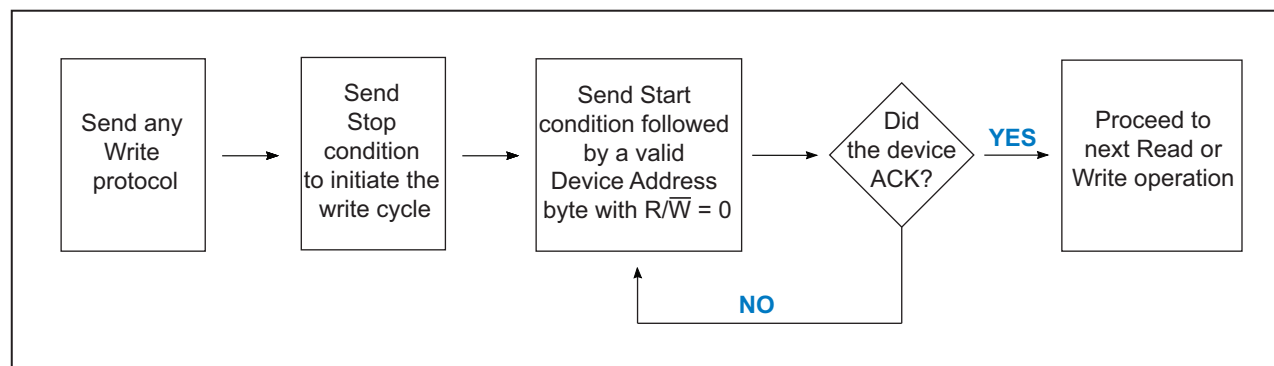 Send any
Write
protocol
Send
Stop
condition
to initiate the
write cycle
Send Start
condition followed
by a valid
Device Address
byte with R/W̅ = 0
Did
the device
ACK?
YES
Proceed to
next Read or
Write operation
NO